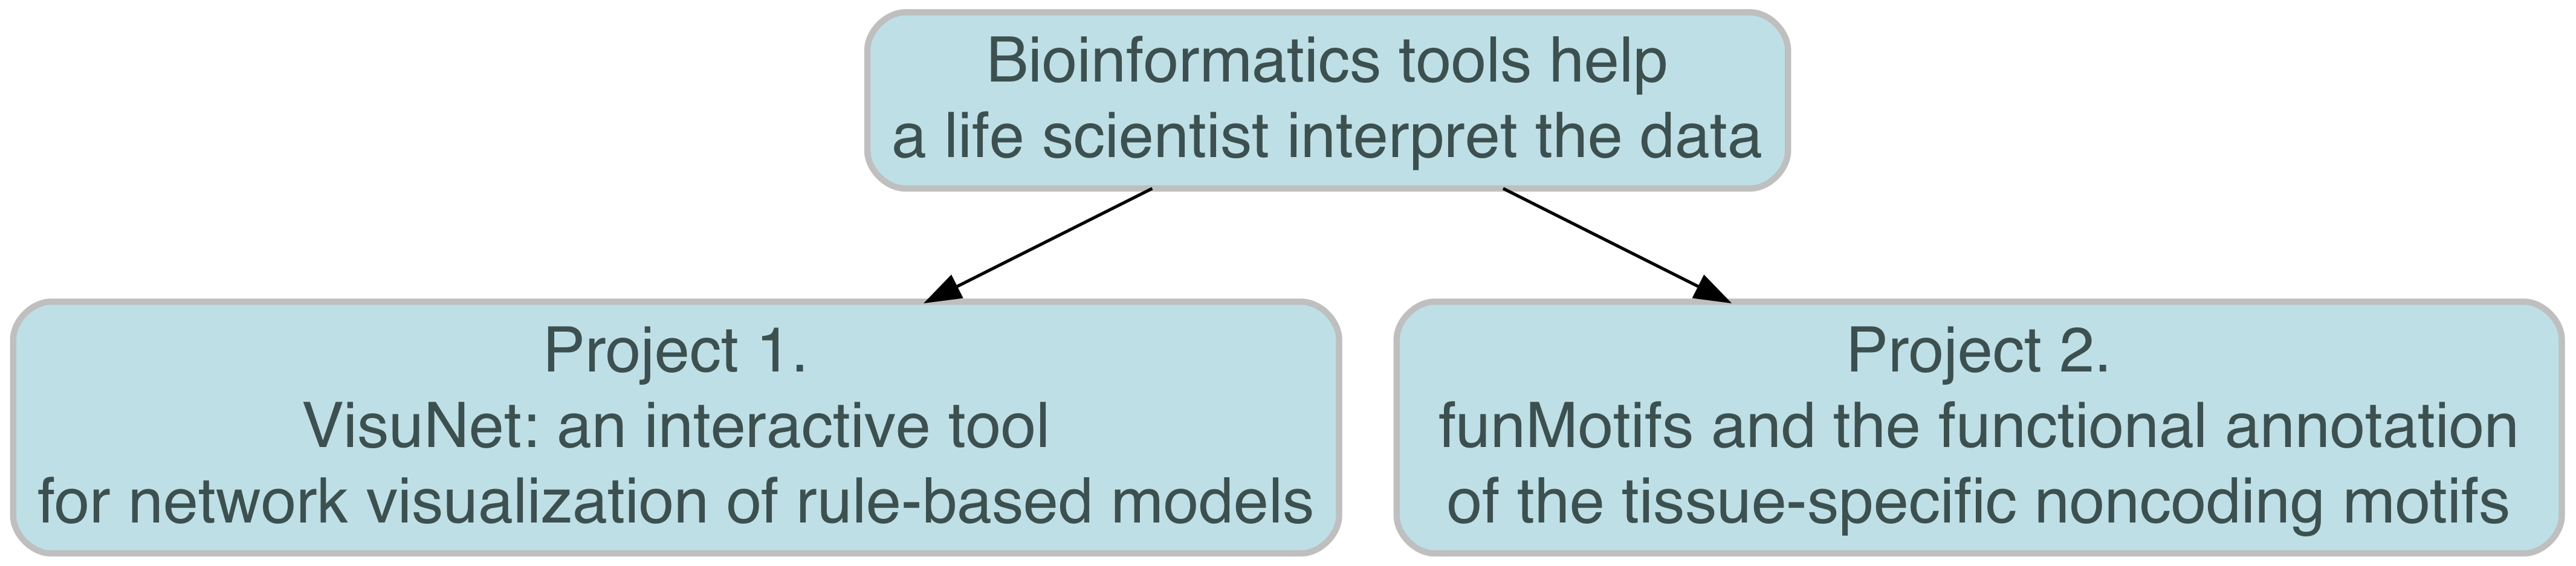 Bioinformatics tools help
a life scientist interpret the data
Project 1.
VisuNet: an interactive tool
for network visualization of rule-based models
Project 2.
funMotifs and the functional annotation
of the tissue-specific noncoding motifs